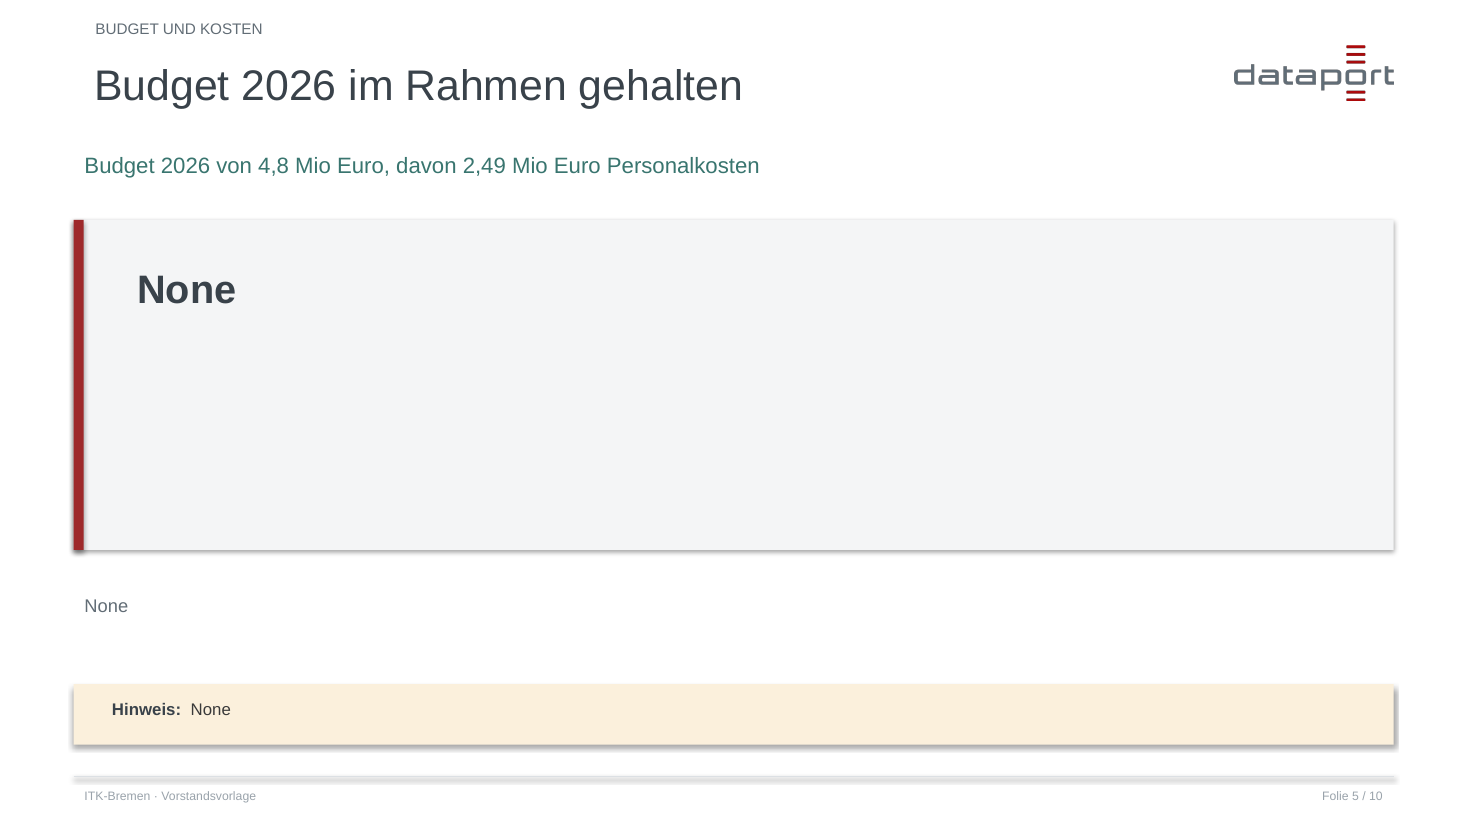 BUDGET UND KOSTEN
Budget 2026 im Rahmen gehalten
dataport
Budget 2026 von 4,8 Mio Euro, davon 2,49 Mio Euro Personalkosten
None
None
Hinweis: None
ITK-Bremen · Vorstandsvorlage
Folie 5 / 10